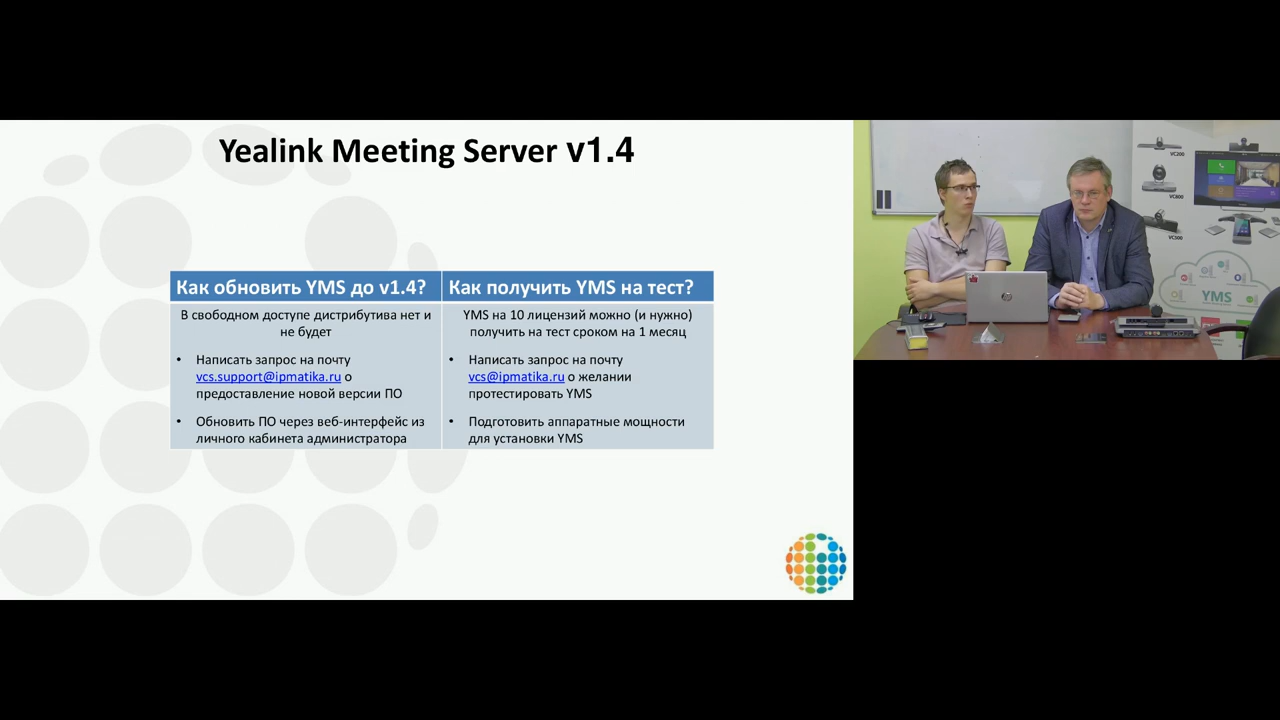 Yealink Meeting Server v1.4
Как обновить YMS до v1.4?
В свободном доступе дистрибутива нет и
не будет
• Написать запрос на почту
vcs.support@ipmatika.ru о
предоставление новой версии ПО
• Обновить ПО через веб-интерфейс из
личного кабинета администратора
Как получить YMS на тест?
YMS на 10 лицензий можно (и нужно)
получить на тест сроком на 1 месяц
• Написать запрос на почту
vcs@ipmatika.ru о желании
протестировать YMS
• Подготовить аппаратные мощности
для установки YMS
VC200
VC800
VC500
YMS